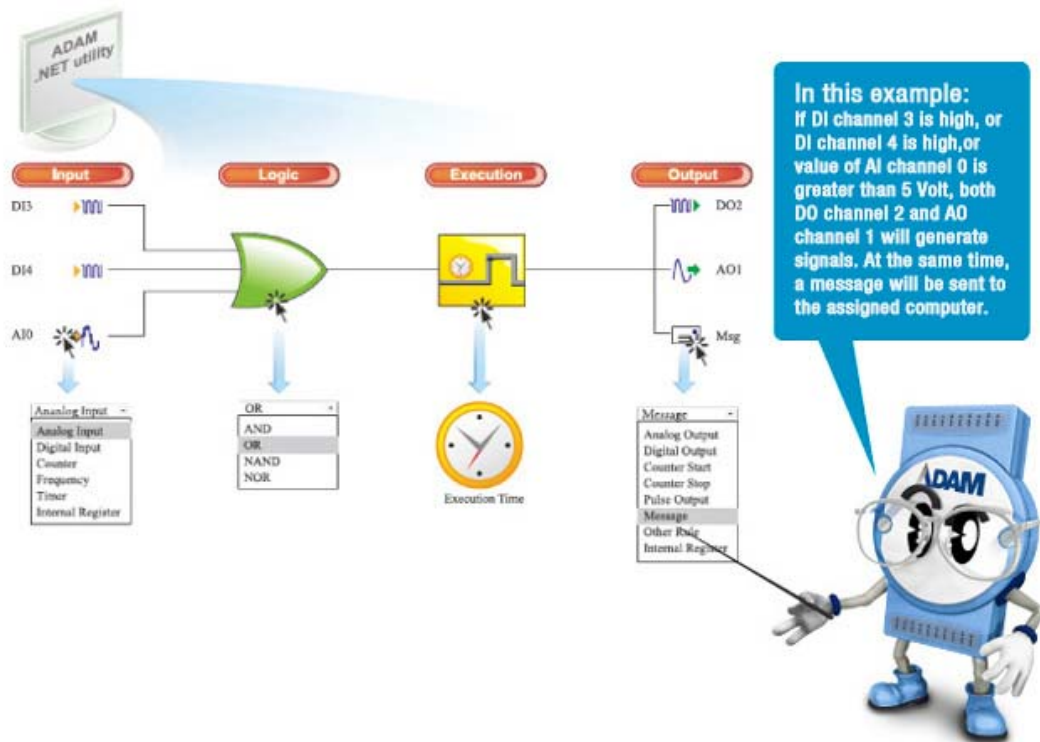 ADAM
.NET utility
Input
Logic
Execution
Output
DI3
DI4
AI0
DO2
AO1
Msg
Ananlog Input
Analog Input
Digital Input
Counter
Frequency
Timer
Internal Register
OR
AND
OR
NAND
NOR
Execution Time
Message
Analog Output
Digital Output
Counter Start
Counter Stop
Pulse Output
Message
Other Rule
Internal Register
In this example:
If DI channel 3 is high, or
DI channel 4 is high,or
value of AI channel 0 is
greater than 5 Volt, both
DO channel 2 and AO
channel 1 will generate
signals. At the same time,
a message will be sent to
the assigned computer.
ADAM